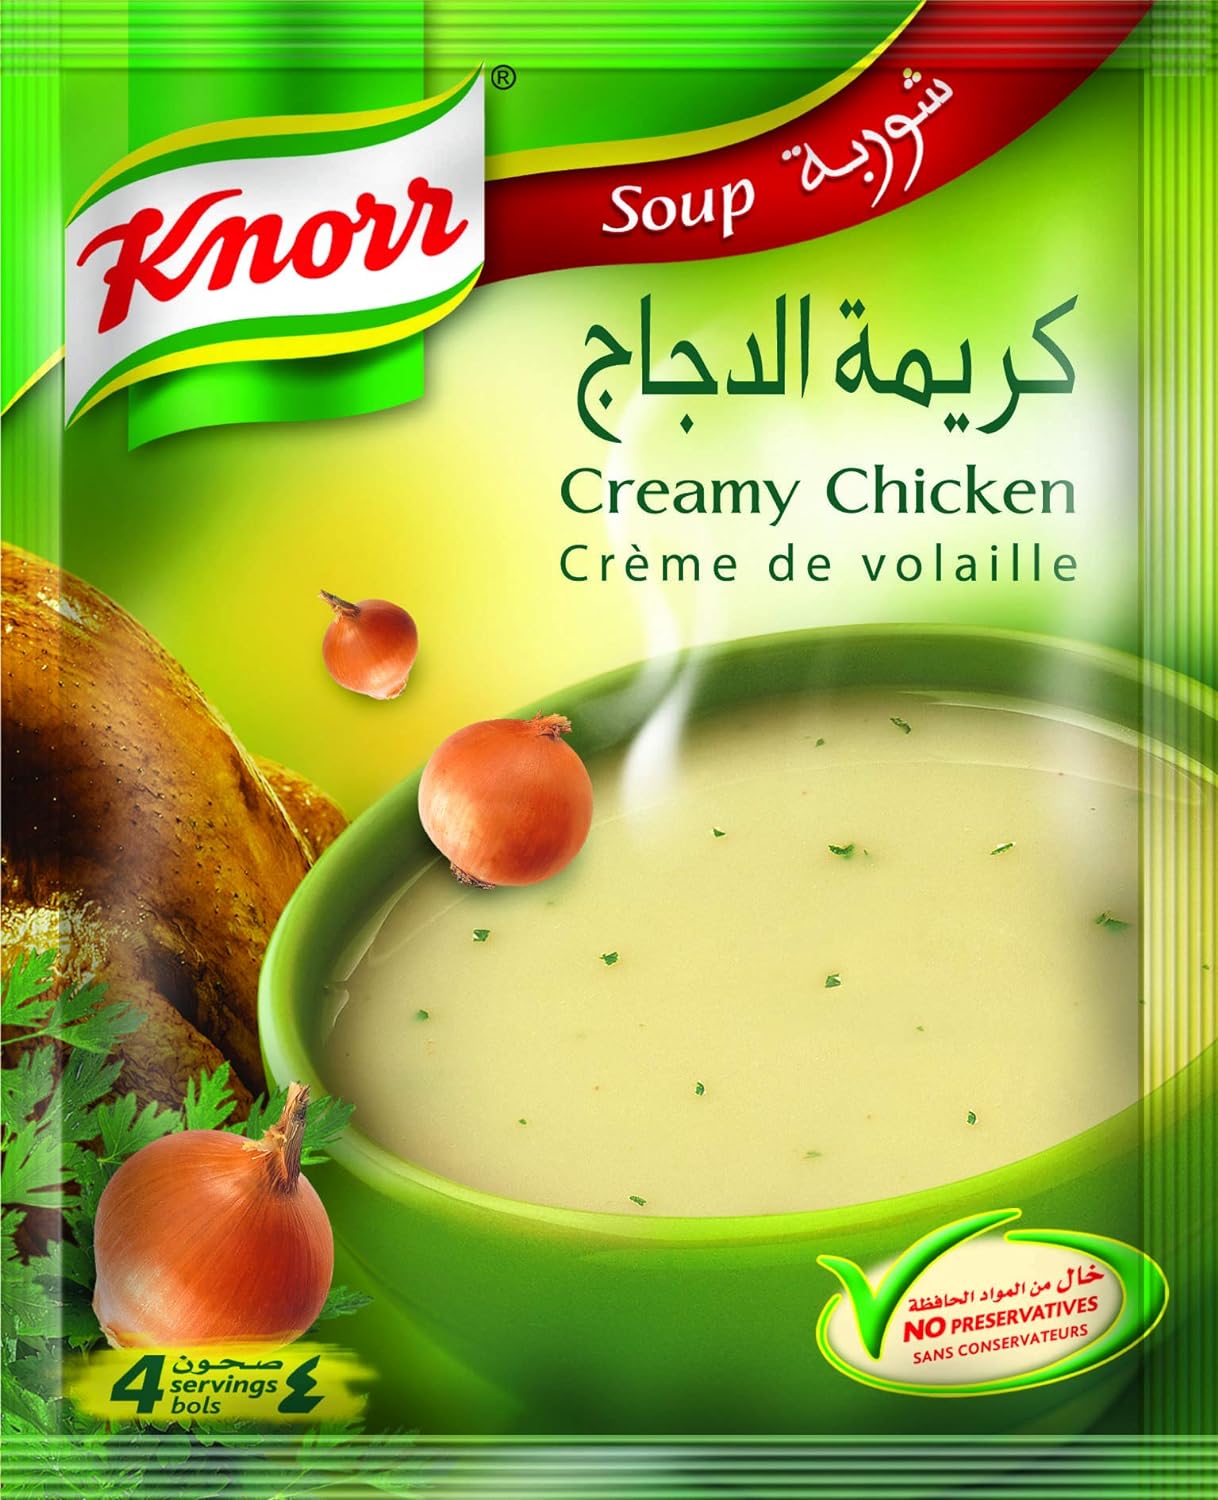 Knorr®
Soup شوربة
كريمة الدجاج
Creamy Chicken
Crème de volaille
خال من المواد الحافظة
NO PRESERVATIVES
SANS CONSERVATEURS
4 صحون ٤
servings
bols